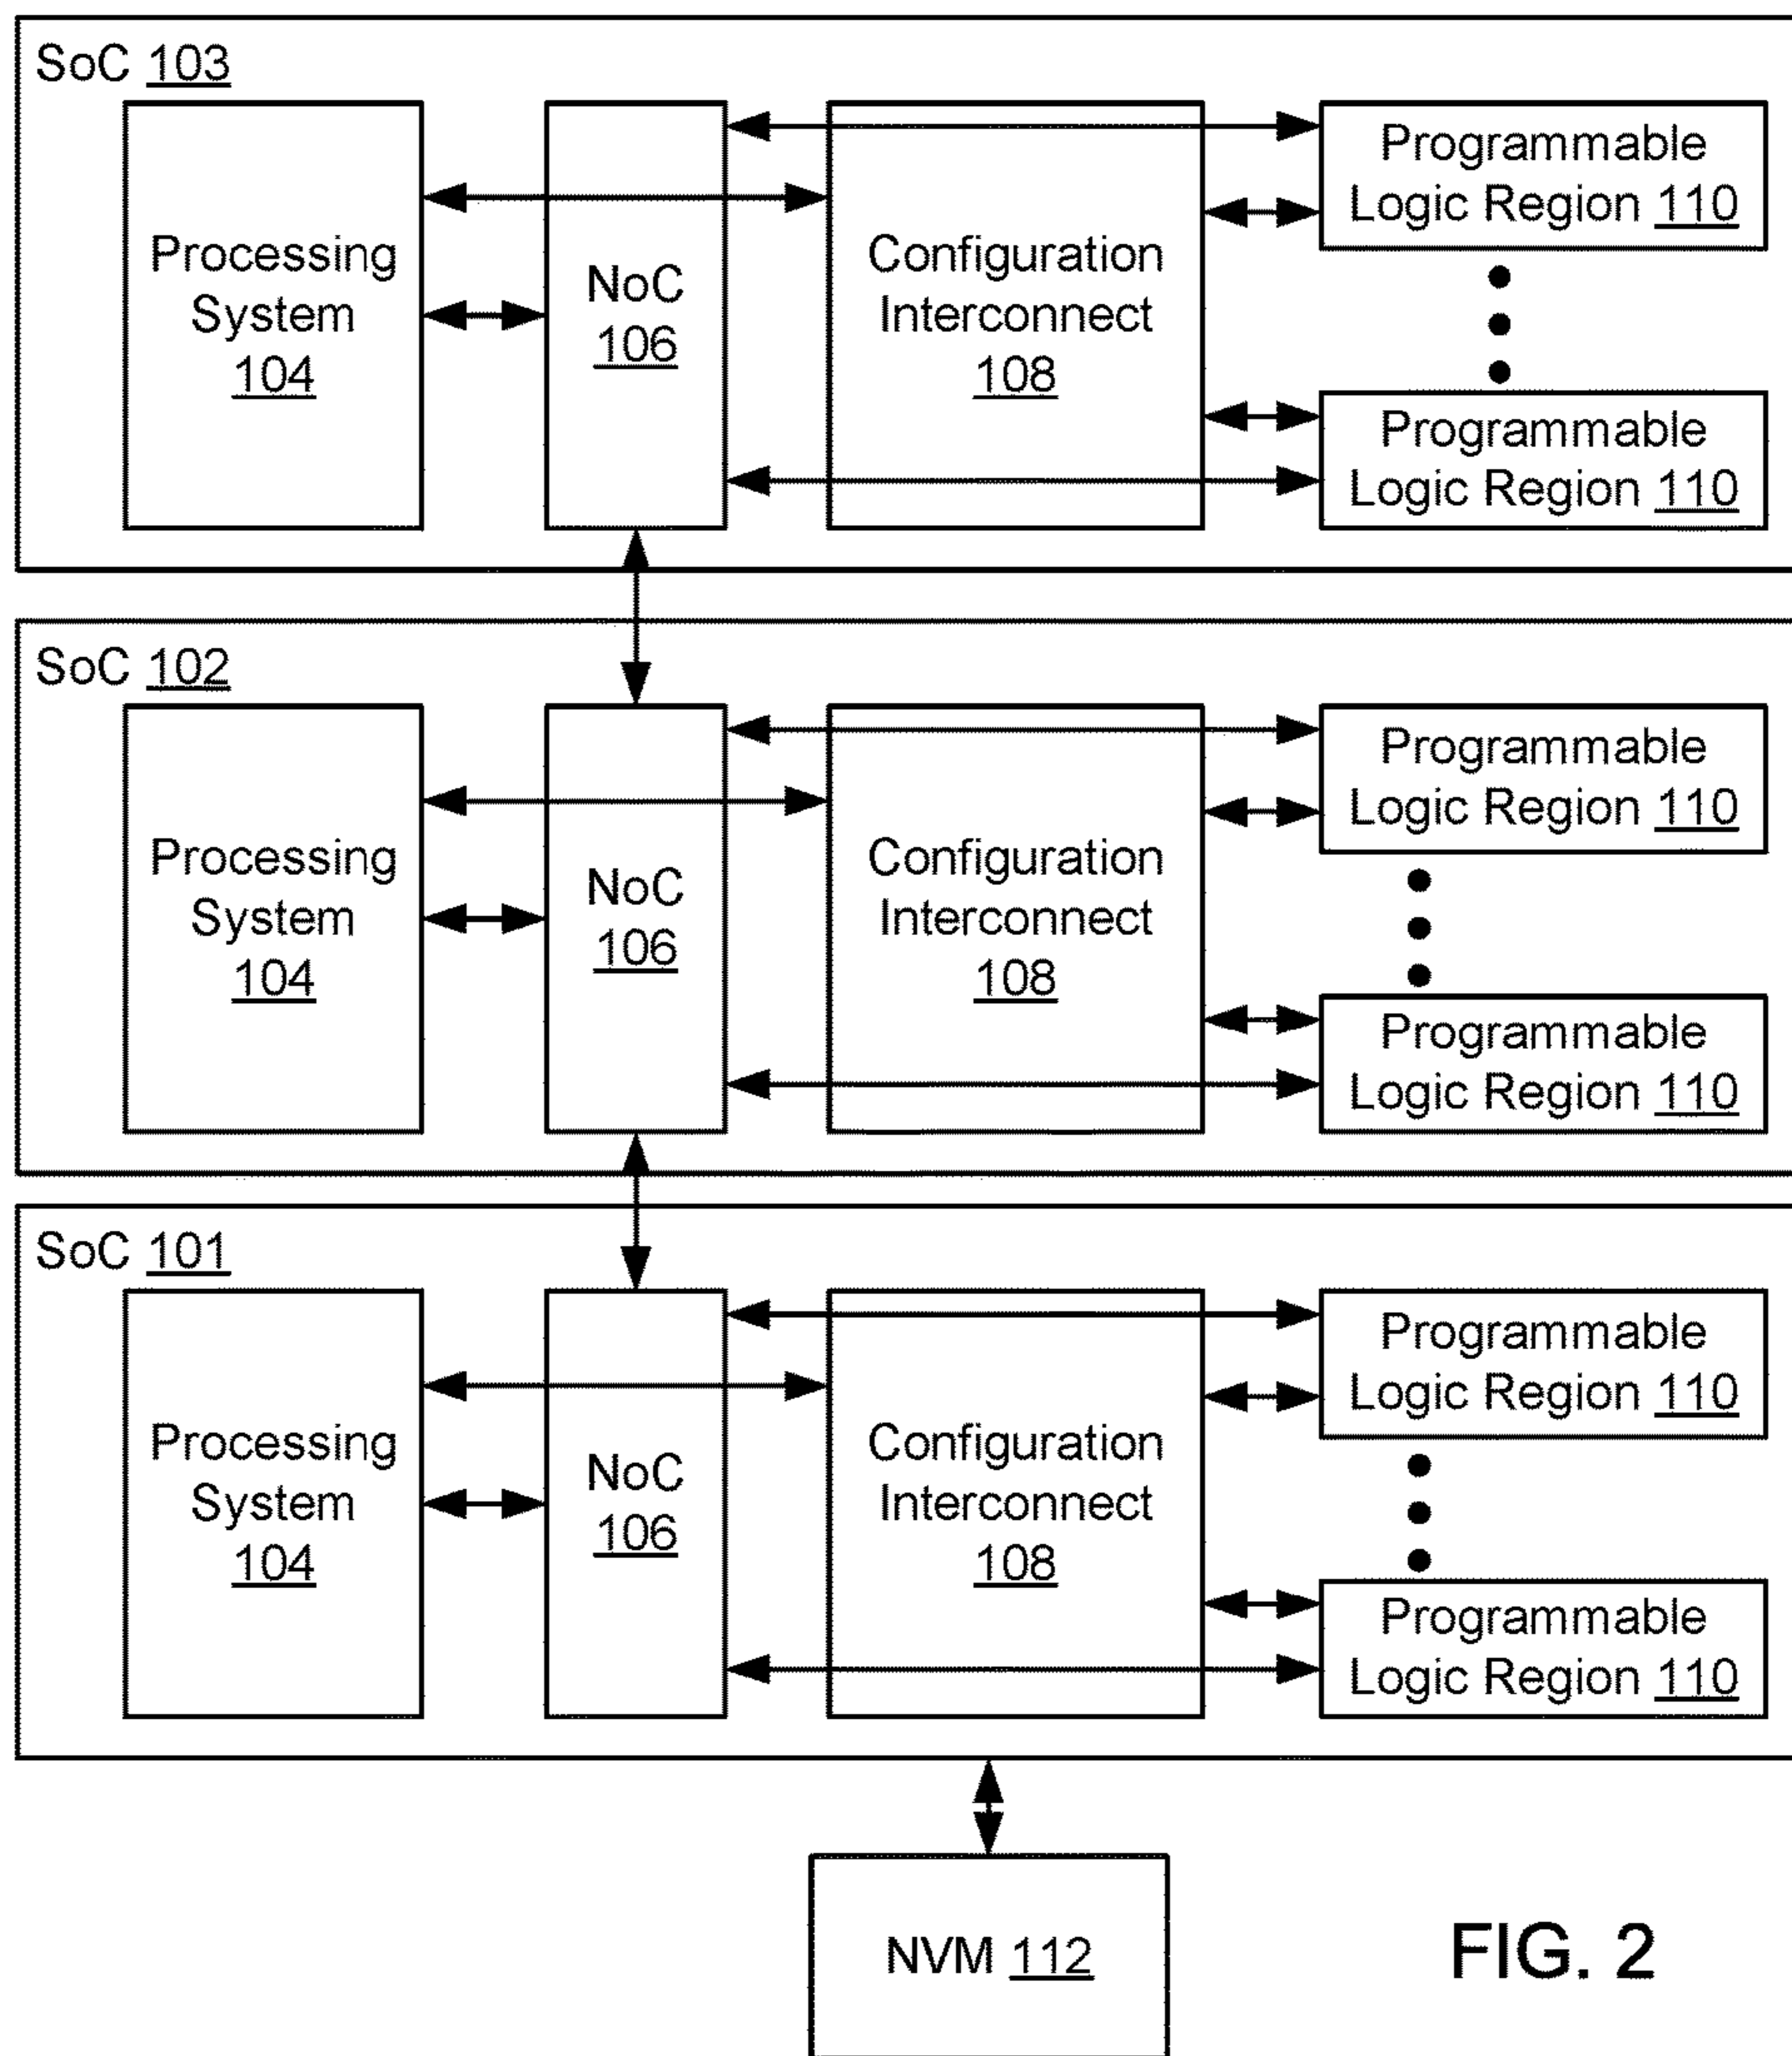 SoC 103
Processing
System
104
NoC
106
Configuration
Interconnect
108
Programmable
Logic Region 110
Programmable
Logic Region 110
SoC 102
Processing
System
104
NoC
106
Configuration
Interconnect
108
Programmable
Logic Region 110
Programmable
Logic Region 110
SoC 101
Processing
System
104
NoC
106
Configuration
Interconnect
108
Programmable
Logic Region 110
Programmable
Logic Region 110
NVM 112
FIG. 2